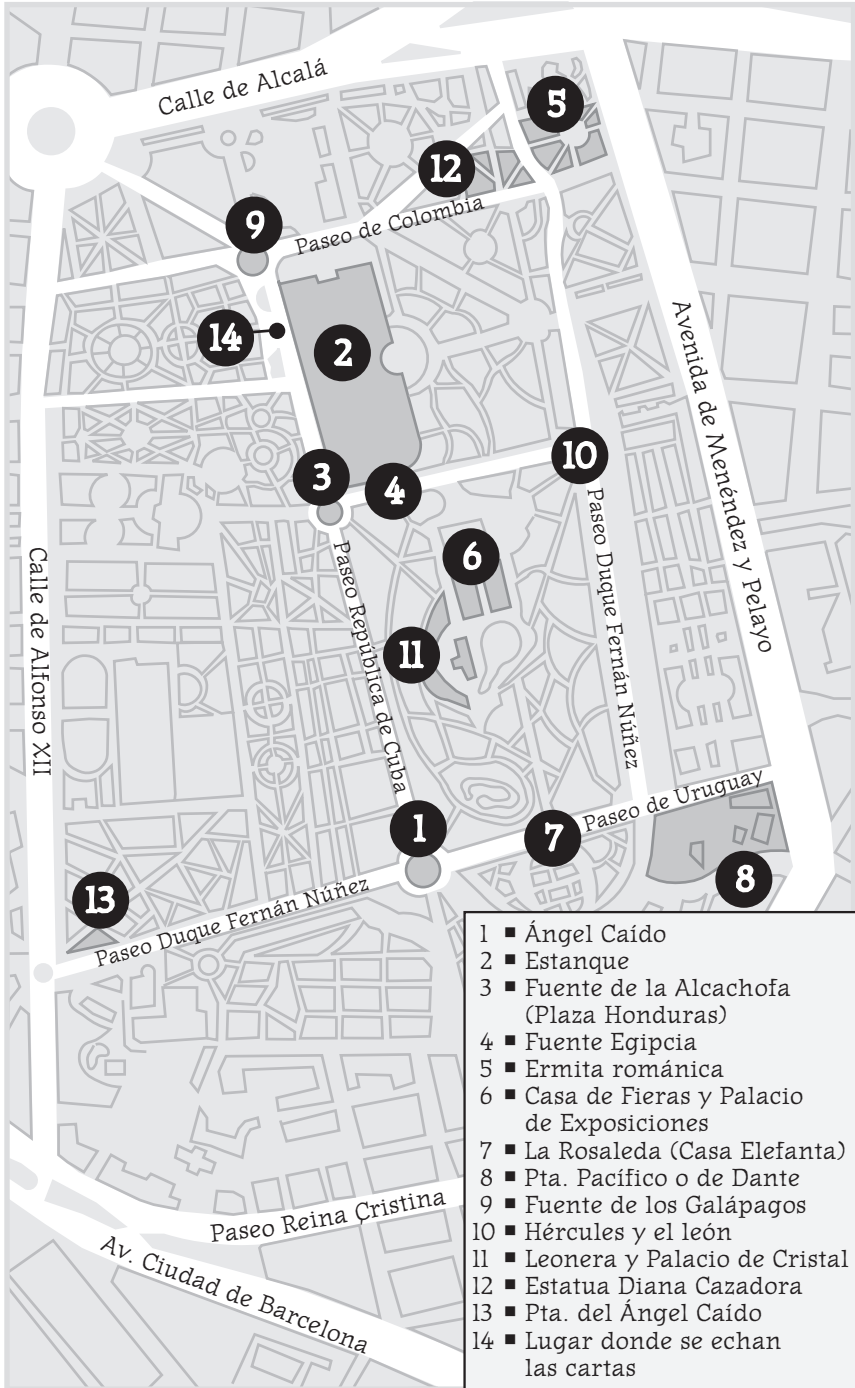 Calle de Alcalá
5
12
9
Paseo de Colombia
14
2
Avenida de Menéndez y Pelayo
10
3
4
Paseo Duque Fernán Núñez
6
Calle de Alfonso XII
Paseo República de Cuba
11
1
Paseo de Uruguay
7
8
13
Paseo Duque Fernán Núñez
1 ■ Ángel Caído
2 ■ Estanque
3 ■ Fuente de la Alcachofa
(Plaza Honduras)
4 ■ Fuente Egipcia
5 ■ Ermita románica
6 ■ Casa de Fieras y Palacio
de Exposiciones
7 ■ La Rosaleda (Casa Elefanta)
8 ■ Pta. Pacífico o de Dante
9 ■ Fuente de los Galápagos
10 ■ Hércules y el león
11 ■ Leonera y Palacio de Cristal
12 ■ Estatua Diana Cazadora
13 ■ Pta. del Ángel Caído
14 ■ Lugar donde se echan
las cartas
Paseo Reina Cristina
Av. Ciudad de Barcelona